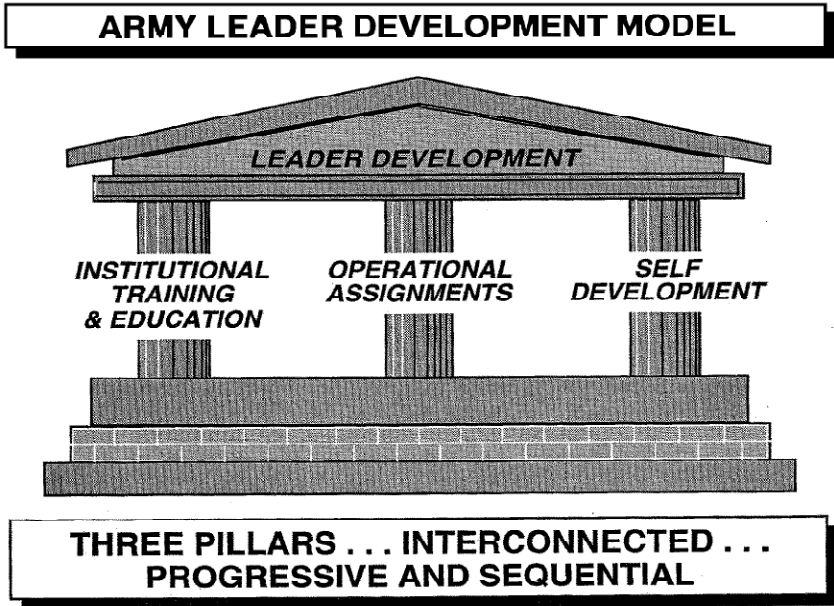 ARMY LEADER DEVELOPMENT MODEL
LEADER DEVELOPMENT
INSTITUTIONAL
TRAINING
& EDUCATION
OPERATIONAL
ASSIGNMENTS
SELF
DEVELOPMENT
THREE PILLARS . . . INTERCONNECTED . . .
PROGRESSIVE AND SEQUENTIAL